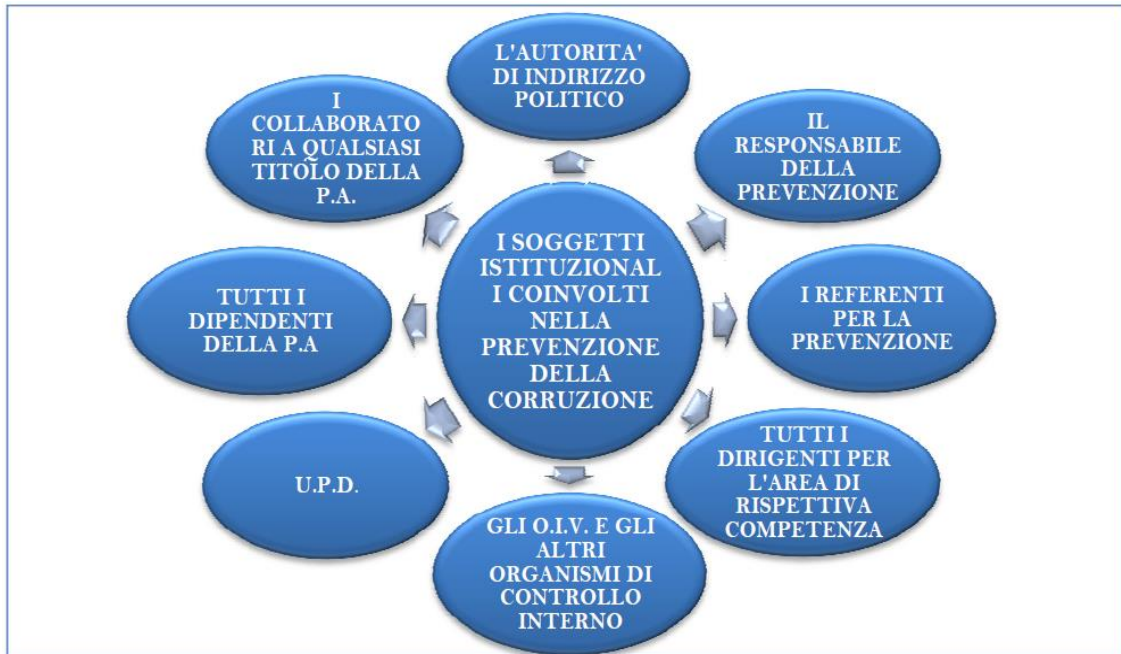 L'AUTORITA'
DI INDIRIZZO
POLITICO
IL
RESPONSABILE
DELLA
PREVENZIONE
I REFERENTI
PER LA
PREVENZIONE
TUTTI I
DIRIGENTI PER
L'AREA DI
RISPETTIVA
COMPETENZA
GLI O.I.V. E GLI
ALTRI
ORGANISMI DI
CONTROLLO
INTERNO
U.P.D.
TUTTI I
DIPENDENTI
DELLA P.A
I
COLLABORATO
RI A QUALSIASI
TITOLO DELLA
P.A.
I SOGGETTI
ISTITUZIONAL
I COINVOLTI
NELLA
PREVENZIONE
DELLA
CORRUZIONE